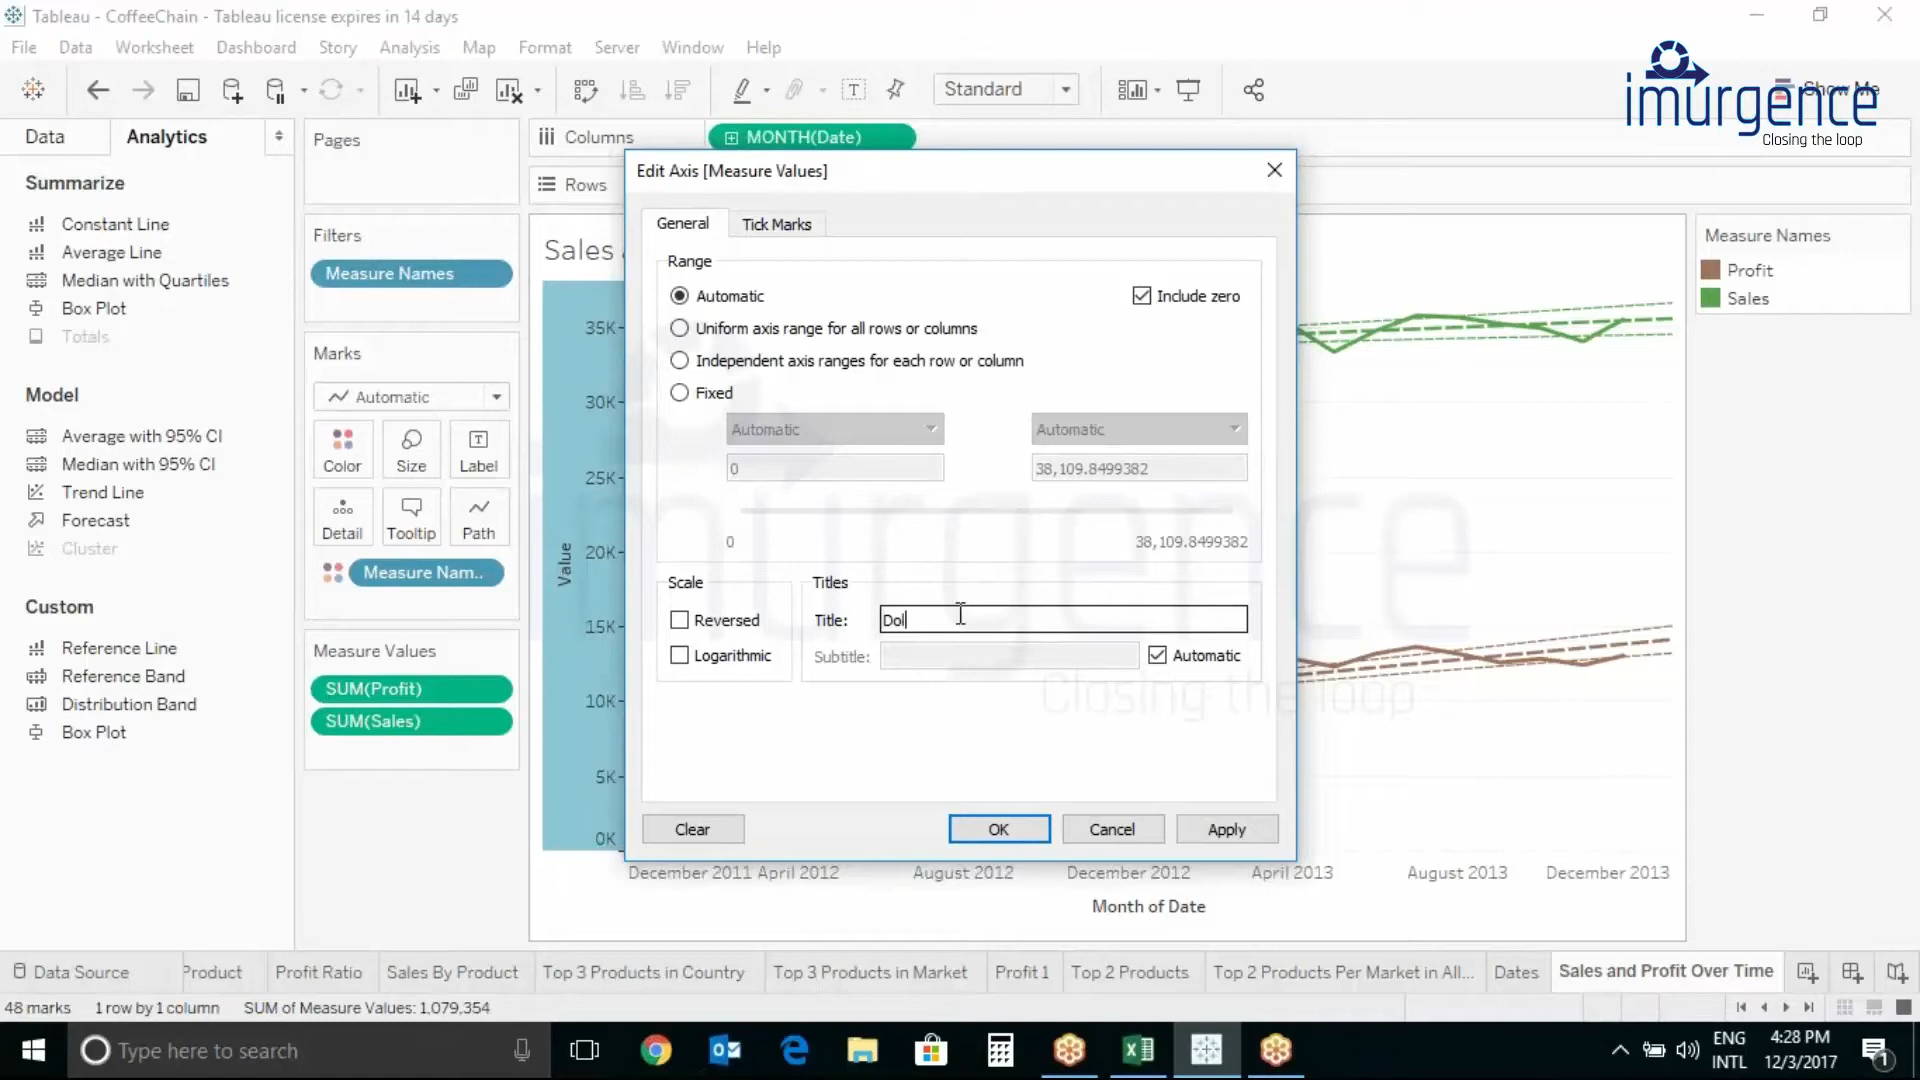 Tableau - CoffeeChain - Tableau license expires in 14 days
File Data Worksheet Dashboard Story Analysis Map Format Server Window Help
Standard
Show Me
imurgence
Closing the loop
Data Analytics
Pages
Columns
MONTH(Date)
Rows
Summarize
Constant Line
Average Line
Median with Quartiles
Box Plot
Totals
Model
Average with 95% CI
Median with 95% CI
Trend Line
Forecast
Cluster
Custom
Reference Line
Reference Band
Distribution Band
Box Plot
Filters
Measure Names
Marks
Automatic
Color Size Label
Detail Tooltip Path
Measure Nam..
Measure Values
SUM(Profit)
SUM(Sales)
Sales
Value
35K
30K
25K
20K
15K
10K
5K
0K
Edit Axis [Measure Values]
General Tick Marks
Range
Automatic
Include zero
Uniform axis range for all rows or columns
Independent axis ranges for each row or column
Fixed
Automatic Automatic
0 38,109.8499382
0 38,109.8499382
Scale
Reversed
Logarithmic
Titles
Title: Dol
Subtitle: Automatic
Clear OK Cancel Apply
imurgence
Closing the loop
December 2011 April 2012 August 2012 December 2012 April 2013 August 2013 December 2013
Month of Date
Measure Names
Profit
Sales
Data Source Product Profit Ratio Sales By Product Top 3 Products in Country Top 3 Products in Market Profit 1 Top 2 Products Top 2 Products Per Market in All... Dates Sales and Profit Over Time
48 marks 1 row by 1 column SUM of Measure Values: 1,079,354
Type here to search
ENG
INTL
4:28 PM
12/3/2017
1